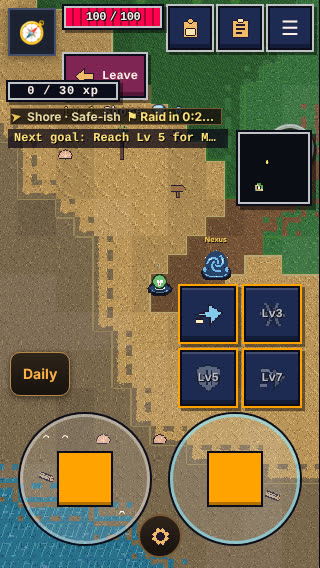 100 / 100
Leave
0 / 30 xp
➤ Shore · Safe-ish ⚑ Raid in 0:2…
Next goal: Reach Lv 5 for M…
Nexus
Lv3
Lv5
Lv7
Daily